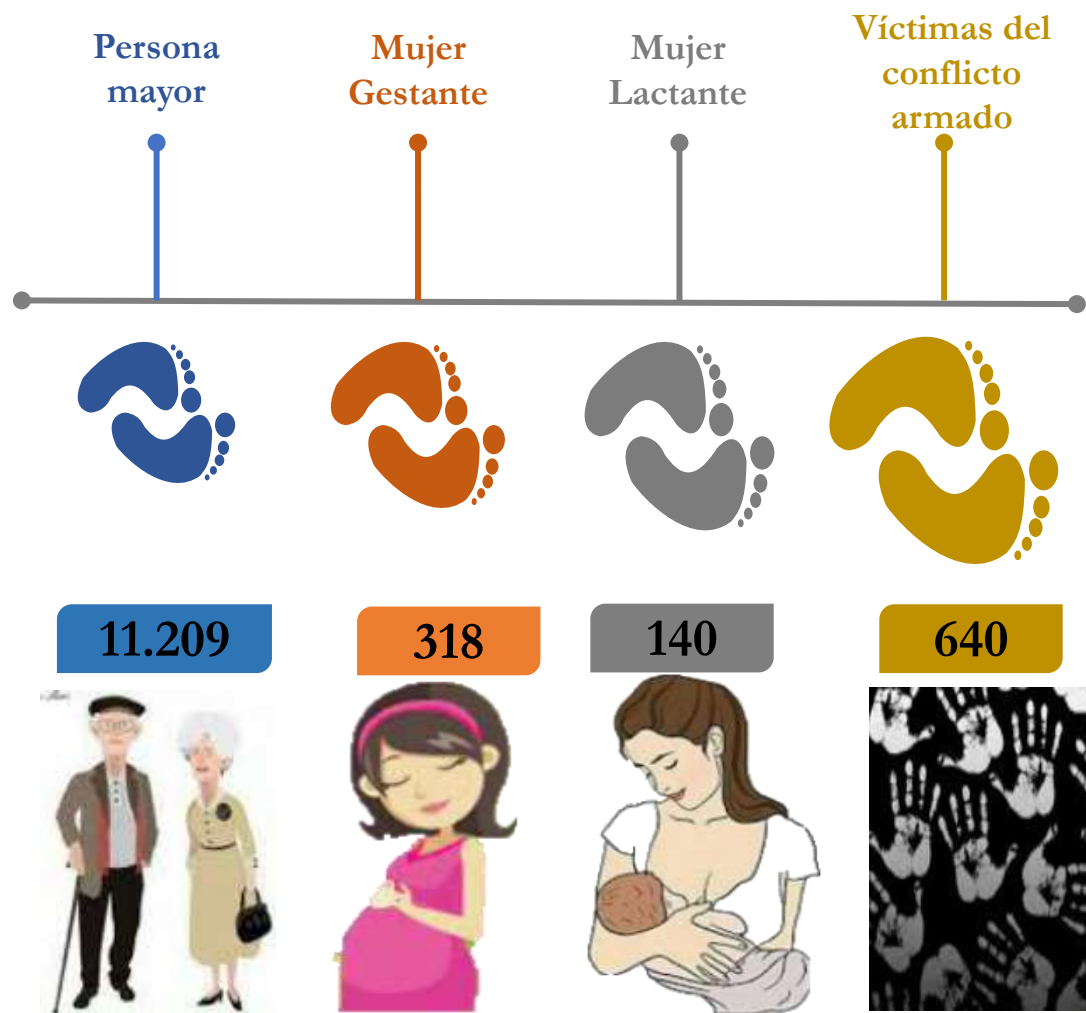 Persona
mayor
Mujer
Gestante
Mujer
Lactante
Víctimas del
conflicto
armado
11.209
318
140
640